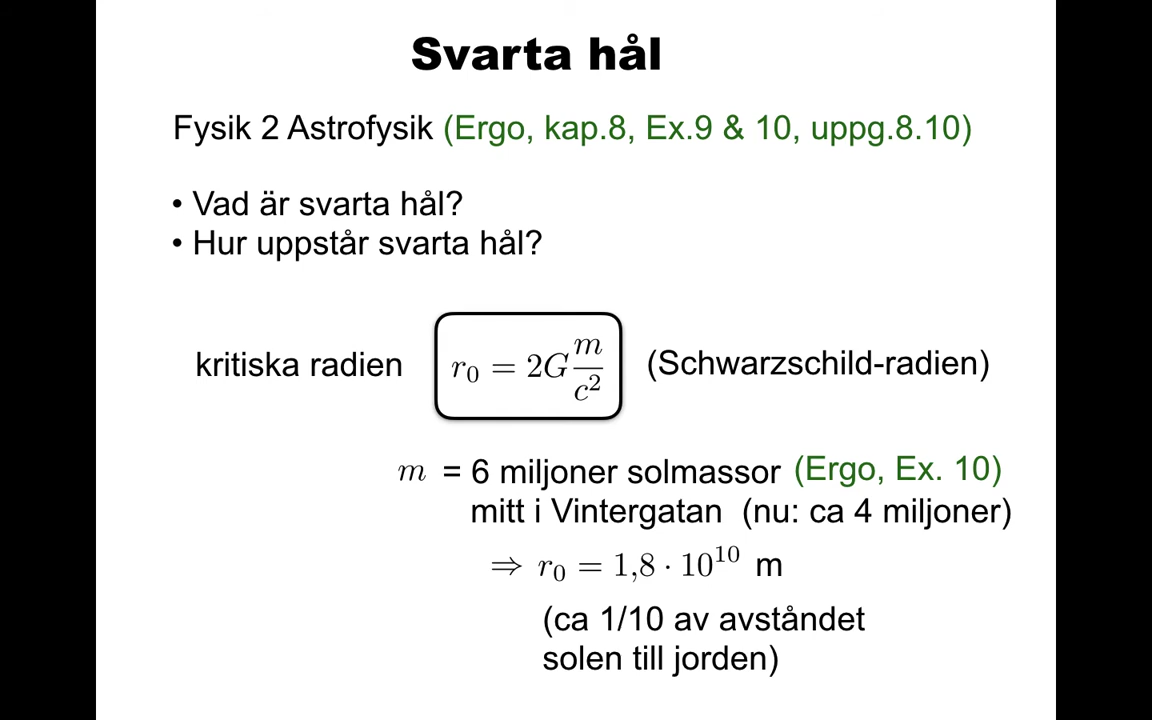 Svarta hål
Fysik 2 Astrofysik (Ergo, kap.8, Ex.9 & 10, uppg.8.10)
• Vad är svarta hål?
• Hur uppstår svarta hål?
kritiska radien r₀ = 2G m/c² (Schwarzschild-radien)
m = 6 miljoner solmassor (Ergo, Ex. 10)
mitt i Vintergatan (nu: ca 4 miljoner)
⇒ r₀ = 1,8 · 10¹⁰ m
(ca 1/10 av avståndet
solen till jorden)